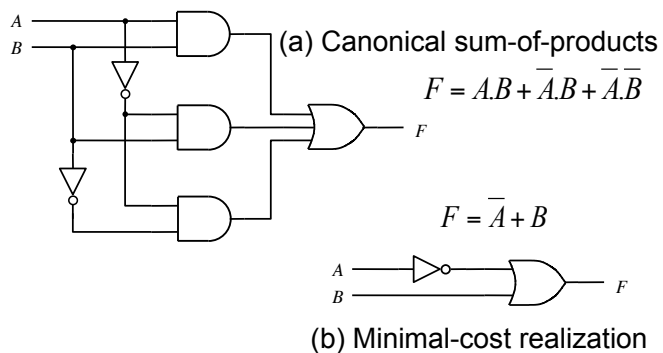 A
B
(a) Canonical sum-of-products
F = A.B + A̅.B + A̅.B̅
F
F = A̅ + B
A
B
F
(b) Minimal-cost realization